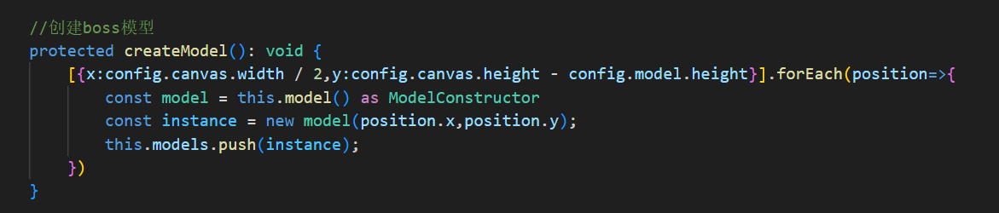 //创建boss模型
protected createModel(): void {
    [{x:config.canvas.width / 2,y:config.canvas.height - config.model.height}].forEach(position=>{
        const model = this.model() as ModelConstructor
        const instance = new model(position.x,position.y);
        this.models.push(instance);
    })
}